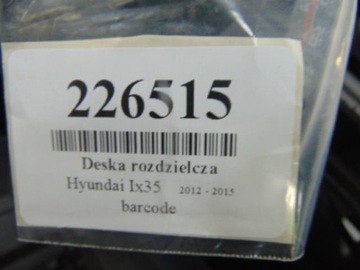 226515
Deska rozdzielcza
Hyundai Ix35 2012 - 2015
barcode